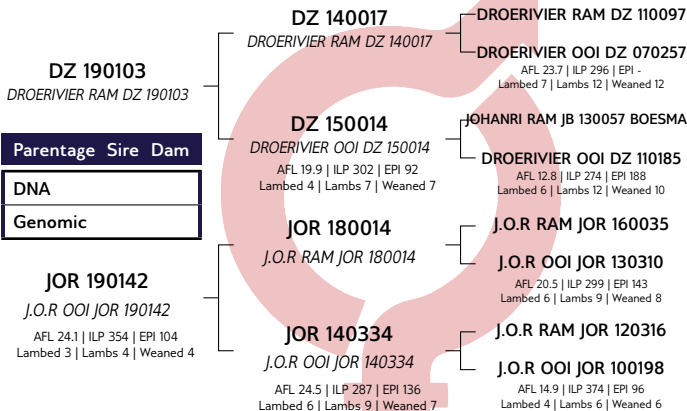 DZ 190103
DROERIVIER RAM DZ 190103
Parentage Sire Dam
DNA
Genomic
JOR 190142
J.O.R OOI JOR 190142
AFL 24.1 | ILP 354 | EPI 104
Lambed 3 | Lambs 4 | Weaned 4
DZ 140017
DROERIVIER RAM DZ 140017
DZ 150014
DROERIVIER OOI DZ 150014
AFL 19.9 | ILP 302 | EPI 92
Lambed 4 | Lambs 7 | Weaned 7
JOR 180014
J.O.R RAM JOR 180014
JOR 140334
J.O.R OOI JOR 140334
AFL 24.5 | ILP 287 | EPI 136
Lambed 6 | Lambs 9 | Weaned 7
DROERIVIER RAM DZ 110097
DROERIVIER OOI DZ 070257
AFL 23.7 | ILP 296 | EPI -
Lambed 7 | Lambs 12 | Weaned 12
JOHANRI RAM JB 130057 BOESMA
DROERIVIER OOI DZ 110185
AFL 12.8 | ILP 274 | EPI 188
Lambed 6 | Lambs 12 | Weaned 10
J.O.R RAM JOR 160035
J.O.R OOI JOR 130310
AFL 20.5 | ILP 299 | EPI 143
Lambed 6 | Lambs 9 | Weaned 8
J.O.R RAM JOR 120316
J.O.R OOI JOR 100198
AFL 14.9 | ILP 374 | EPI 96
Lambed 4 | Lambs 6 | Weaned 6